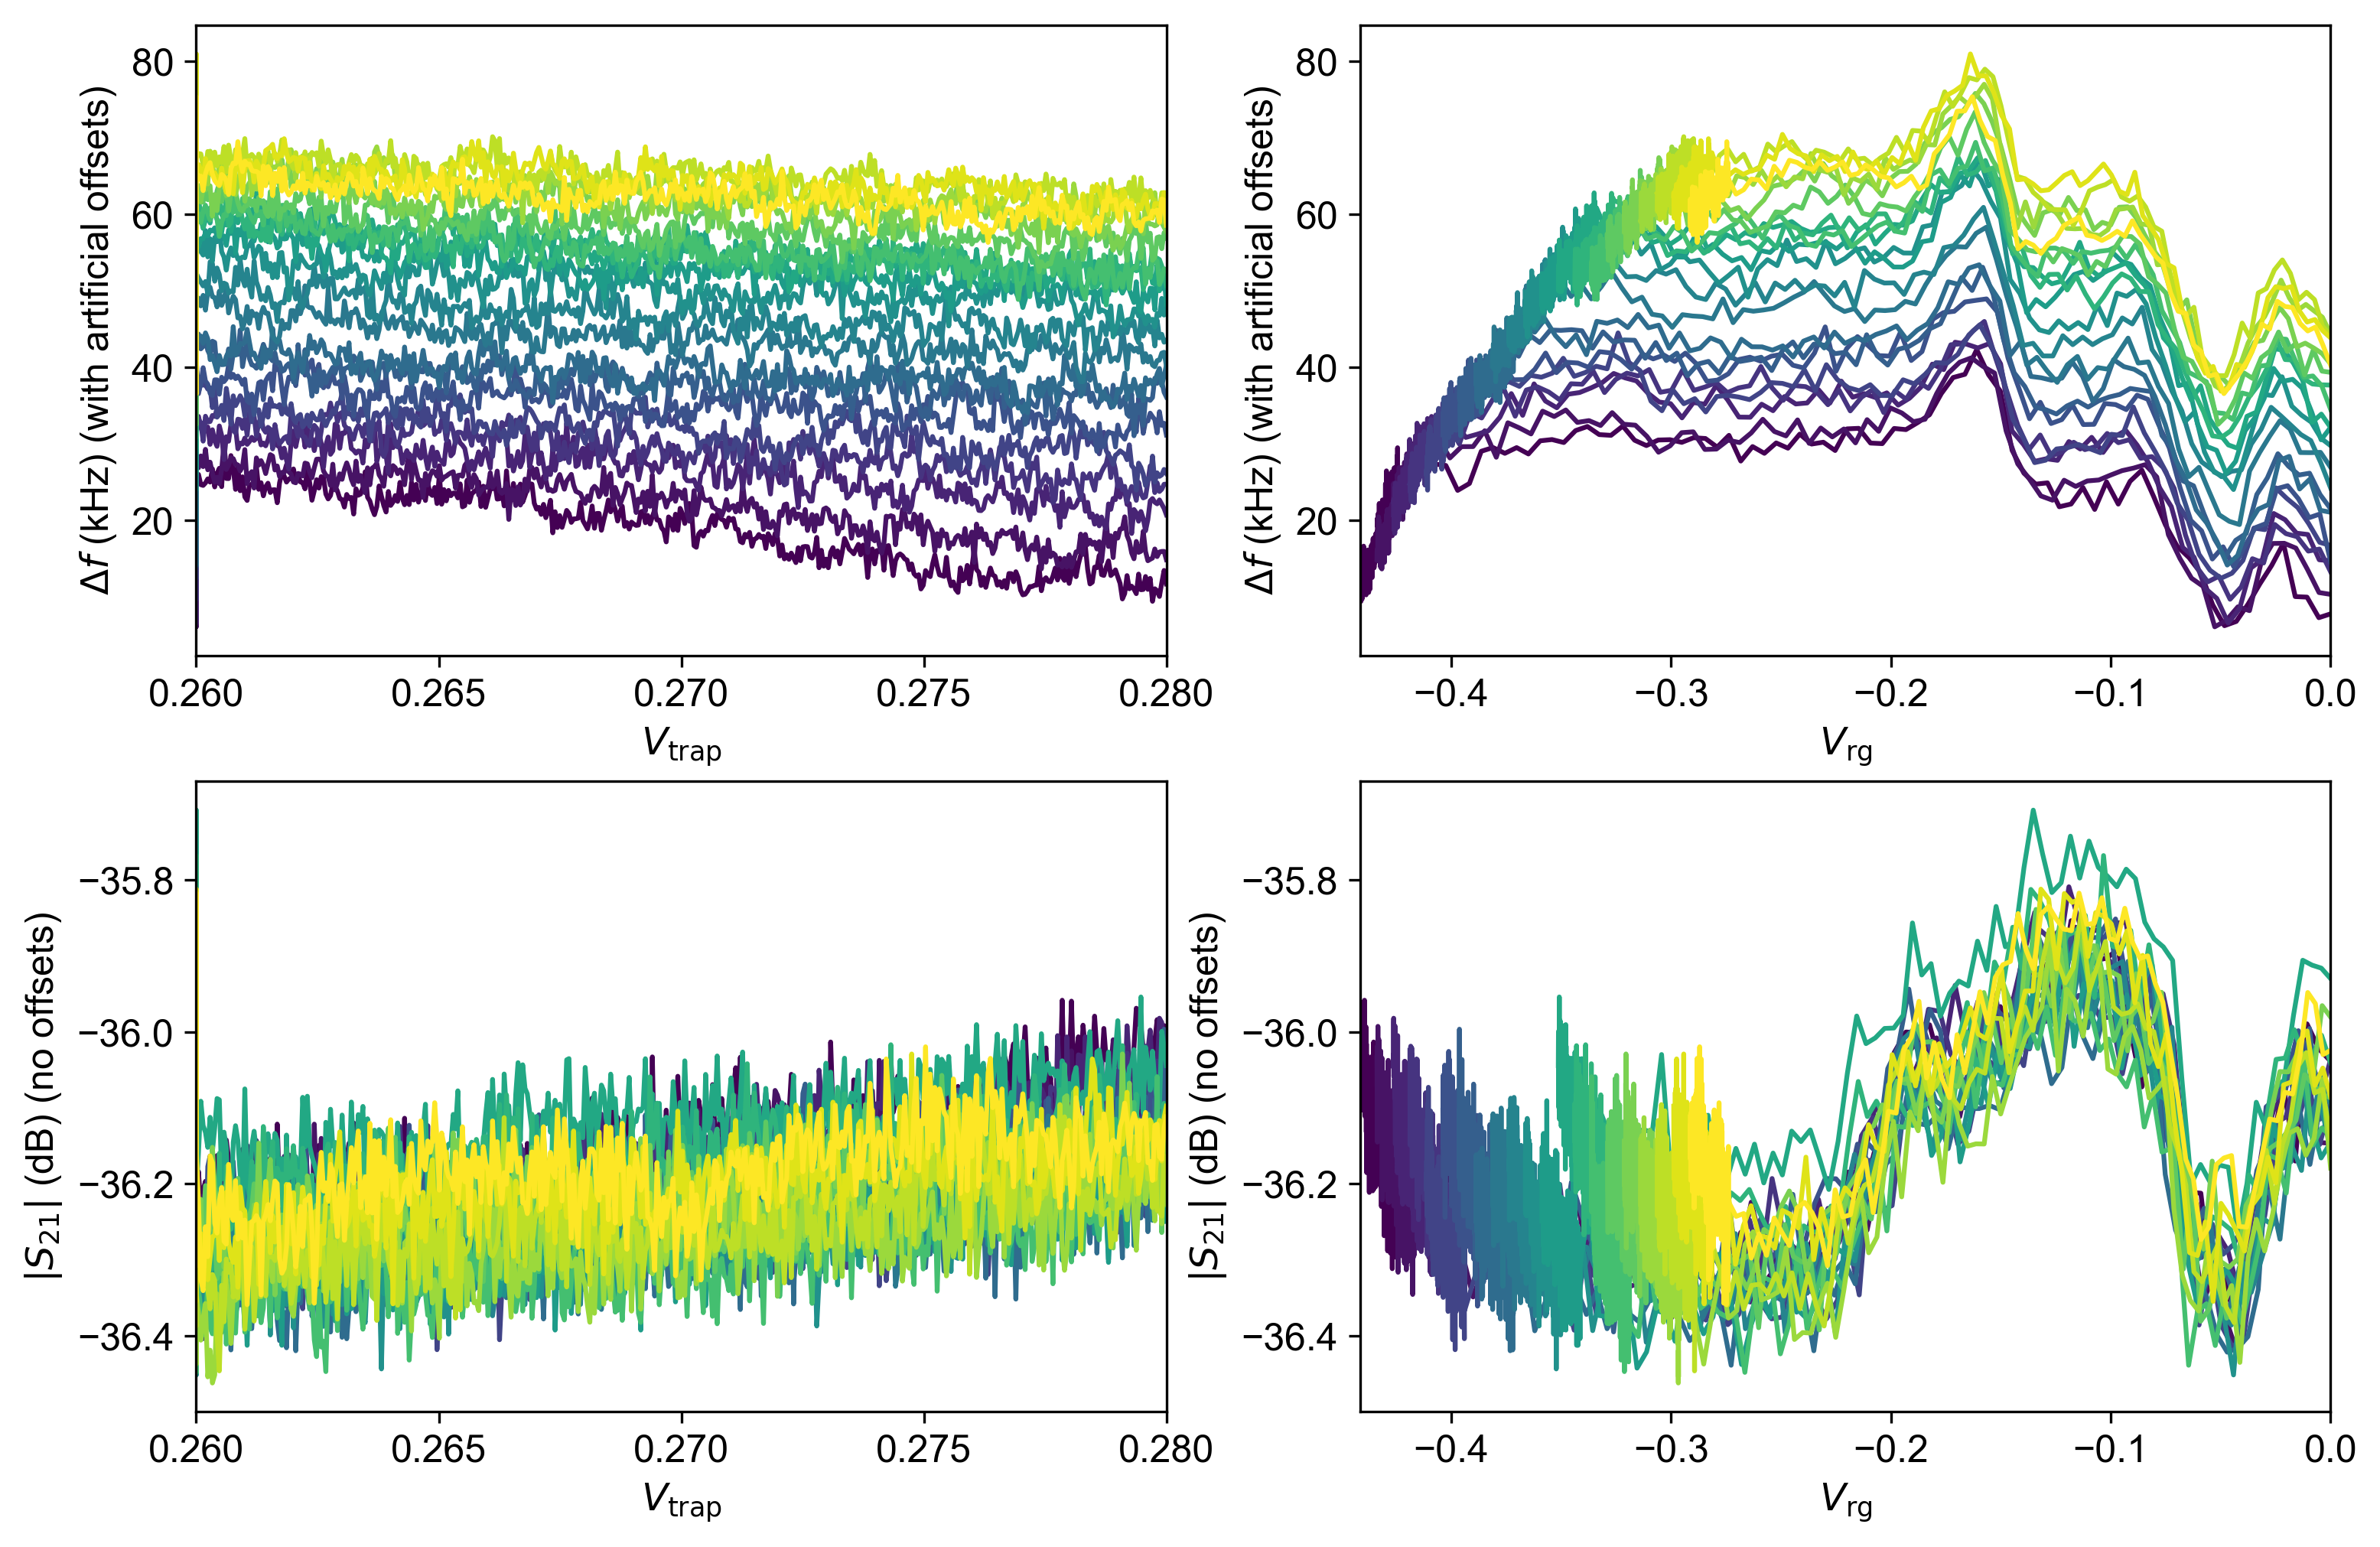 Δf (kHz) (with artificial offsets)
80
60
40
20
0.260 0.265 0.270 0.275 0.280
V_trap
Δf (kHz) (with artificial offsets)
80
60
40
20
−0.4 −0.3 −0.2 −0.1 0.0
V_rg
|S_21| (dB) (no offsets)
−35.8
−36.0
−36.2
−36.4
0.260 0.265 0.270 0.275 0.280
V_trap
|S_21| (dB) (no offsets)
−35.8
−36.0
−36.2
−36.4
−0.4 −0.3 −0.2 −0.1 0.0
V_rg